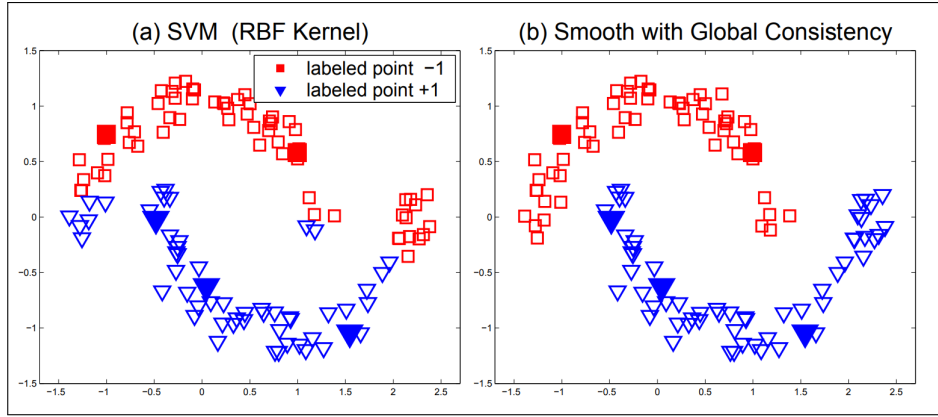 (a) SVM (RBF Kernel)
labeled point −1
labeled point +1
1.5
1
0.5
0
−0.5
−1
−1.5
−1.5 −1 −0.5 0 0.5 1 1.5 2 2.5
(b) Smooth with Global Consistency
1.5
1
0.5
0
−0.5
−1
−1.5
−1.5 −1 −0.5 0 0.5 1 1.5 2 2.5